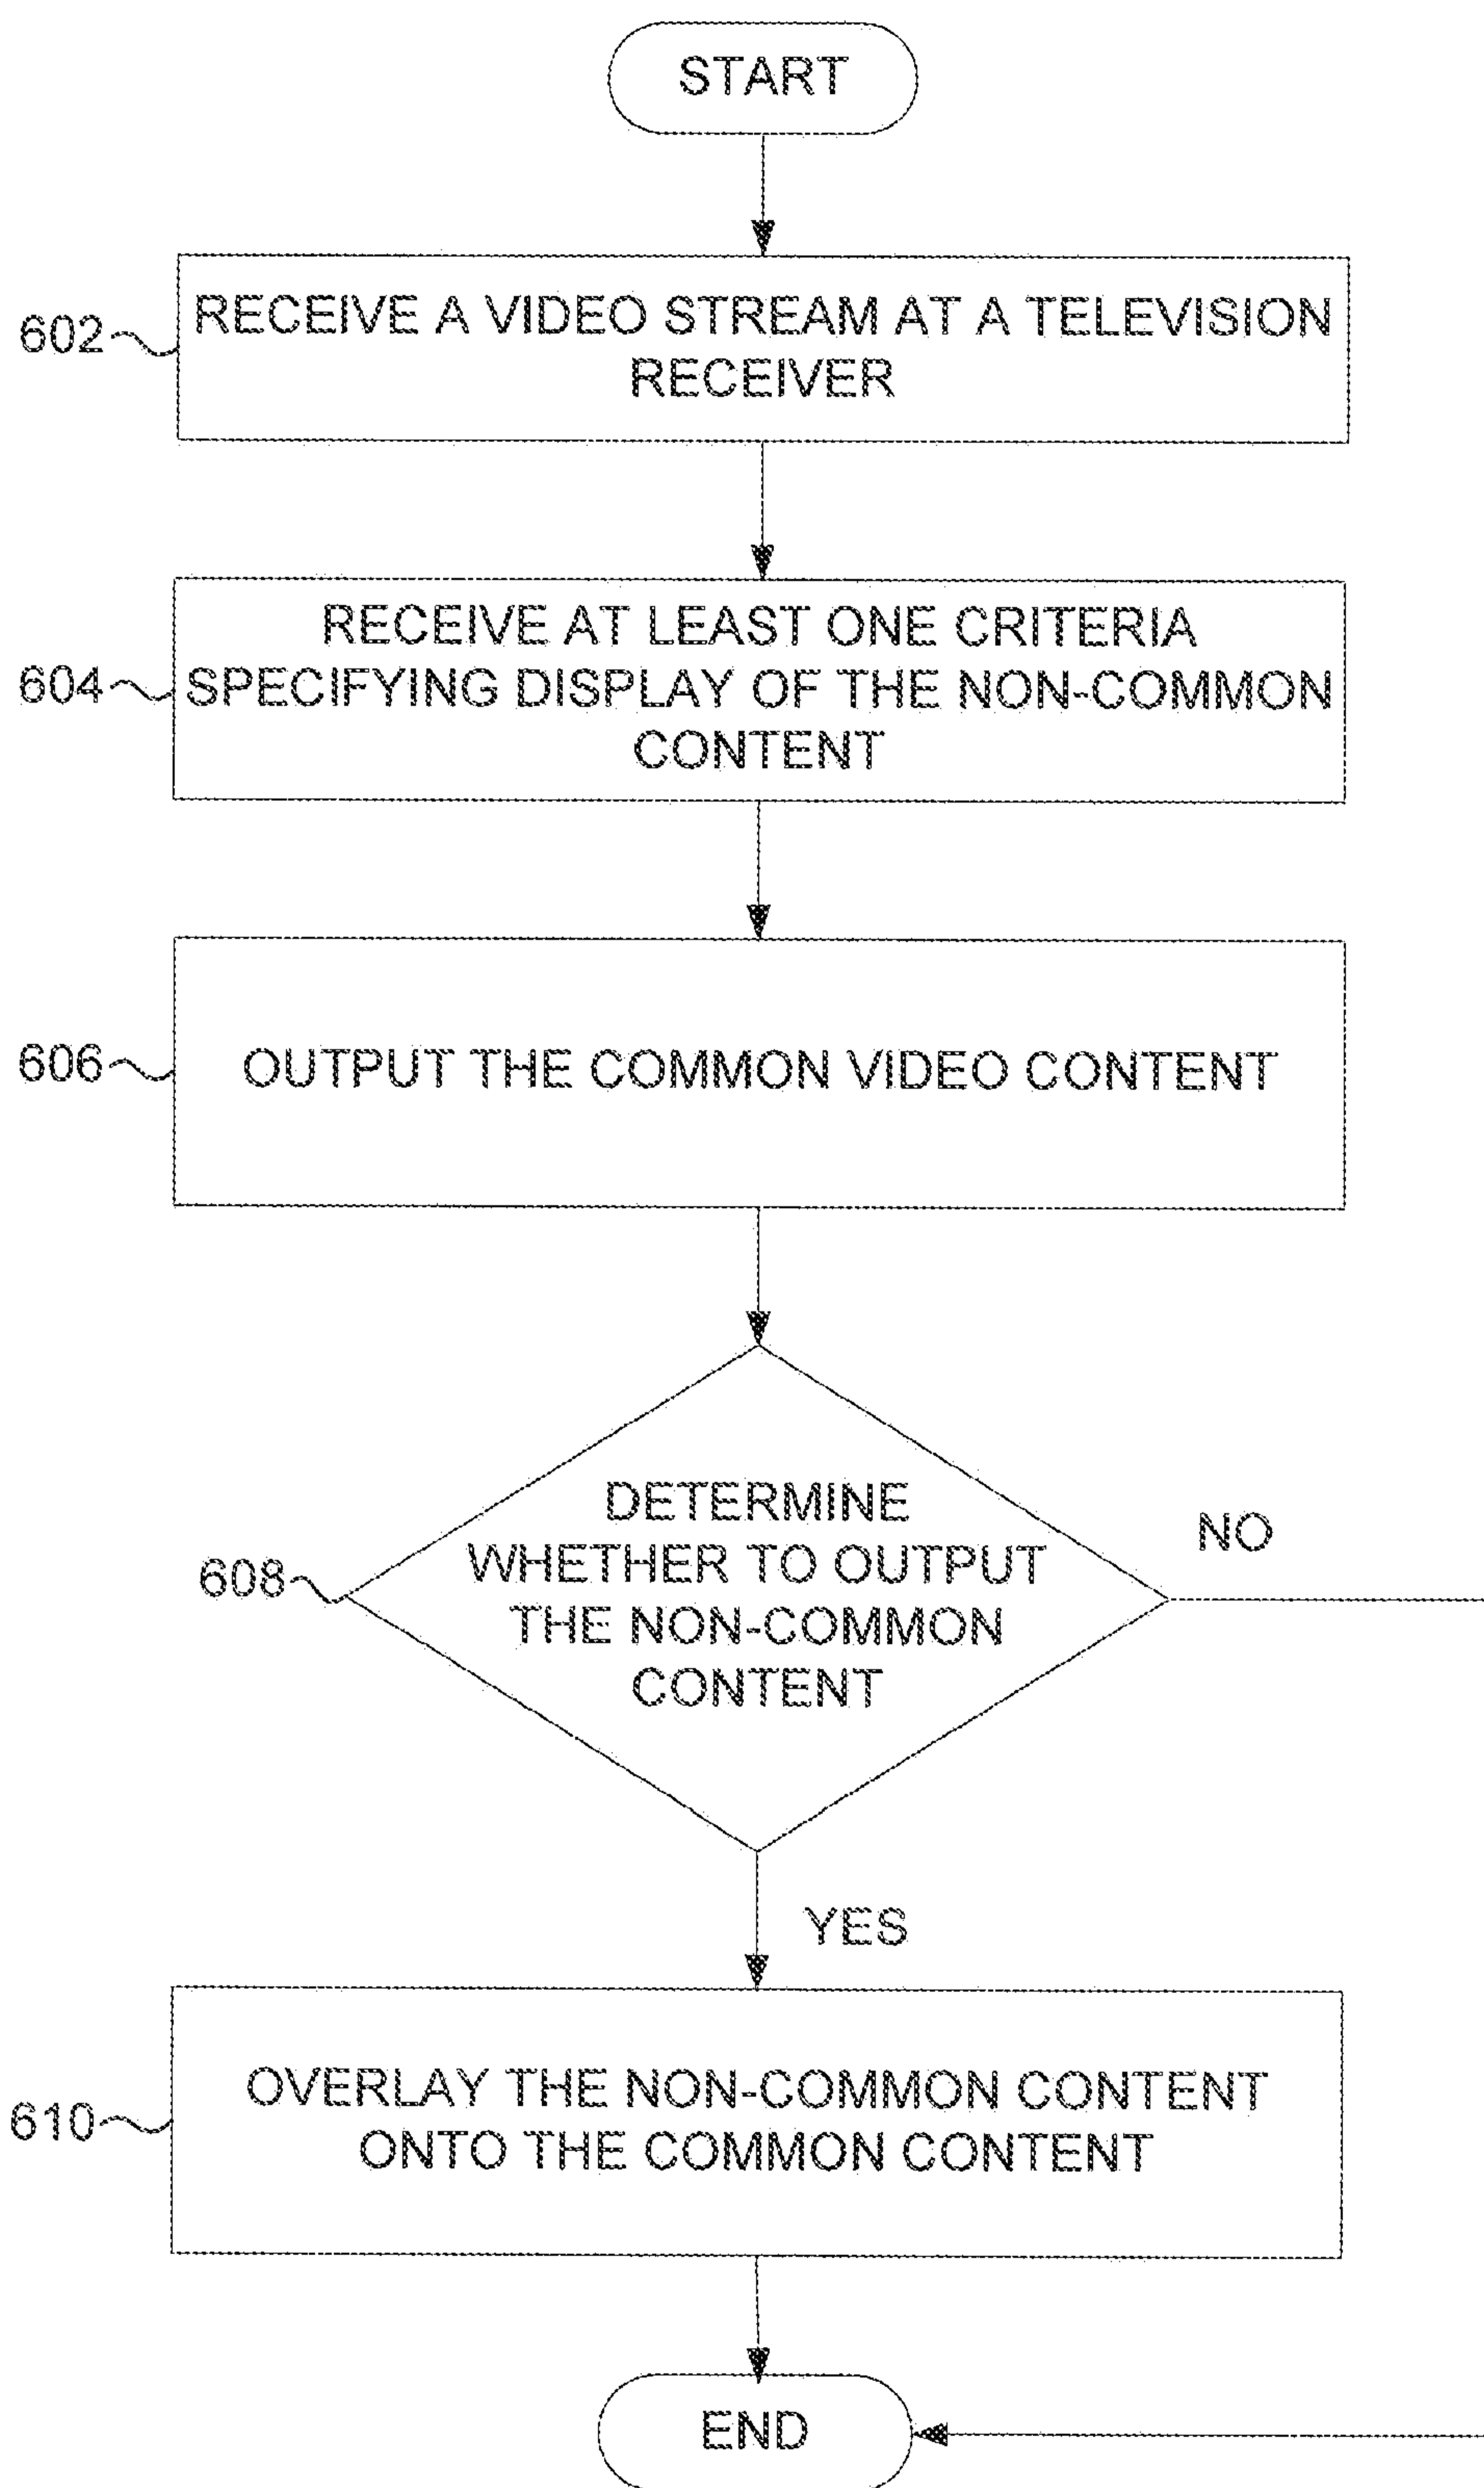 START
602
RECEIVE A VIDEO STREAM AT A TELEVISION
RECEIVER
604
RECEIVE AT LEAST ONE CRITERIA
SPECIFYING DISPLAY OF THE NON-COMMON
CONTENT
606
OUTPUT THE COMMON VIDEO CONTENT
608
DETERMINE
WHETHER TO OUTPUT
THE NON-COMMON
CONTENT
NO
YES
610
OVERLAY THE NON-COMMON CONTENT
ONTO THE COMMON CONTENT
END